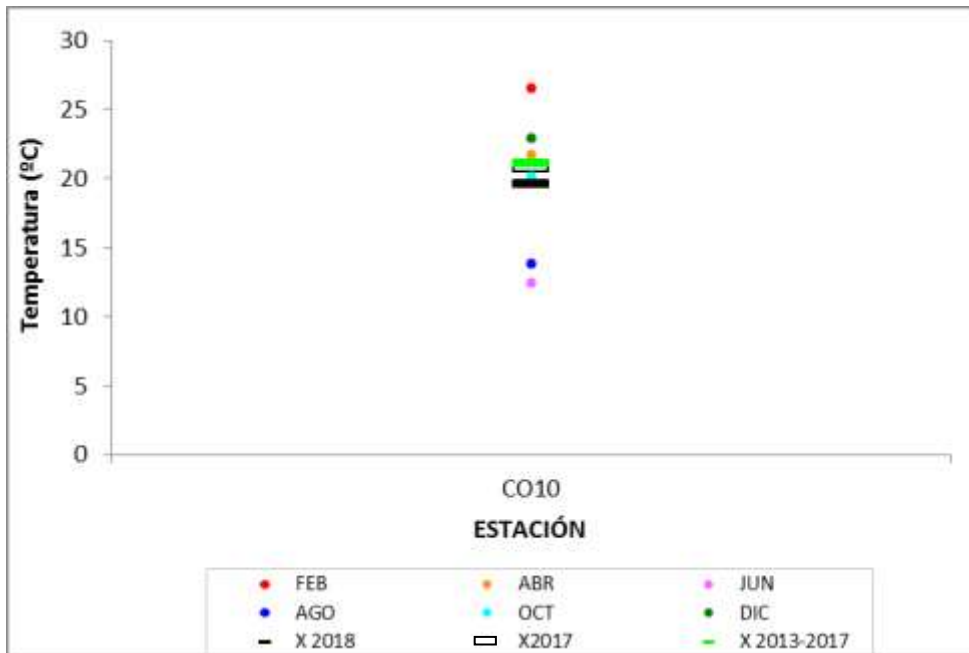 30
25
20
15
10
5
0
Temperatura (ºC)
CO10
ESTACIÓN
FEB ABR JUN
AGO OCT DIC
X 2018 X2017 X 2013-2017